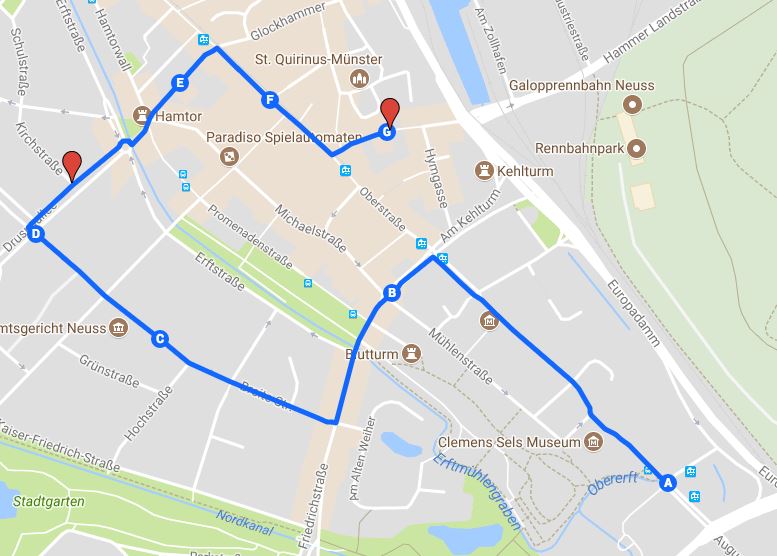 Glockhammer
Am Zollhafen
Hammer Landstra
Schulstraße
Erftstraße
Hamtorwall
St. Quirinus-Münster
Galopprennbahn Neuss
E
F
Hamtor
G
Kirchstraße
Paradiso Spielautomaten
Rennbahnpark
Hymgasse
Kehlturm
Oberstraße
Promenadenstraße
Michaelstraße
Am Kehlturm
D
Erftstraße
B
Europadamm
mtsgericht Neuss
C
Mühlenstraße
Blutturm
Grünstraße
Hochstraße
Breite Str.
Kaiser-Friedrich-Straße
Am Alten Weiher
Clemens Sels Museum
Erftmühlengraben
Obererft
A
Stadtgarten
Nordkanal
Friedrichstraße